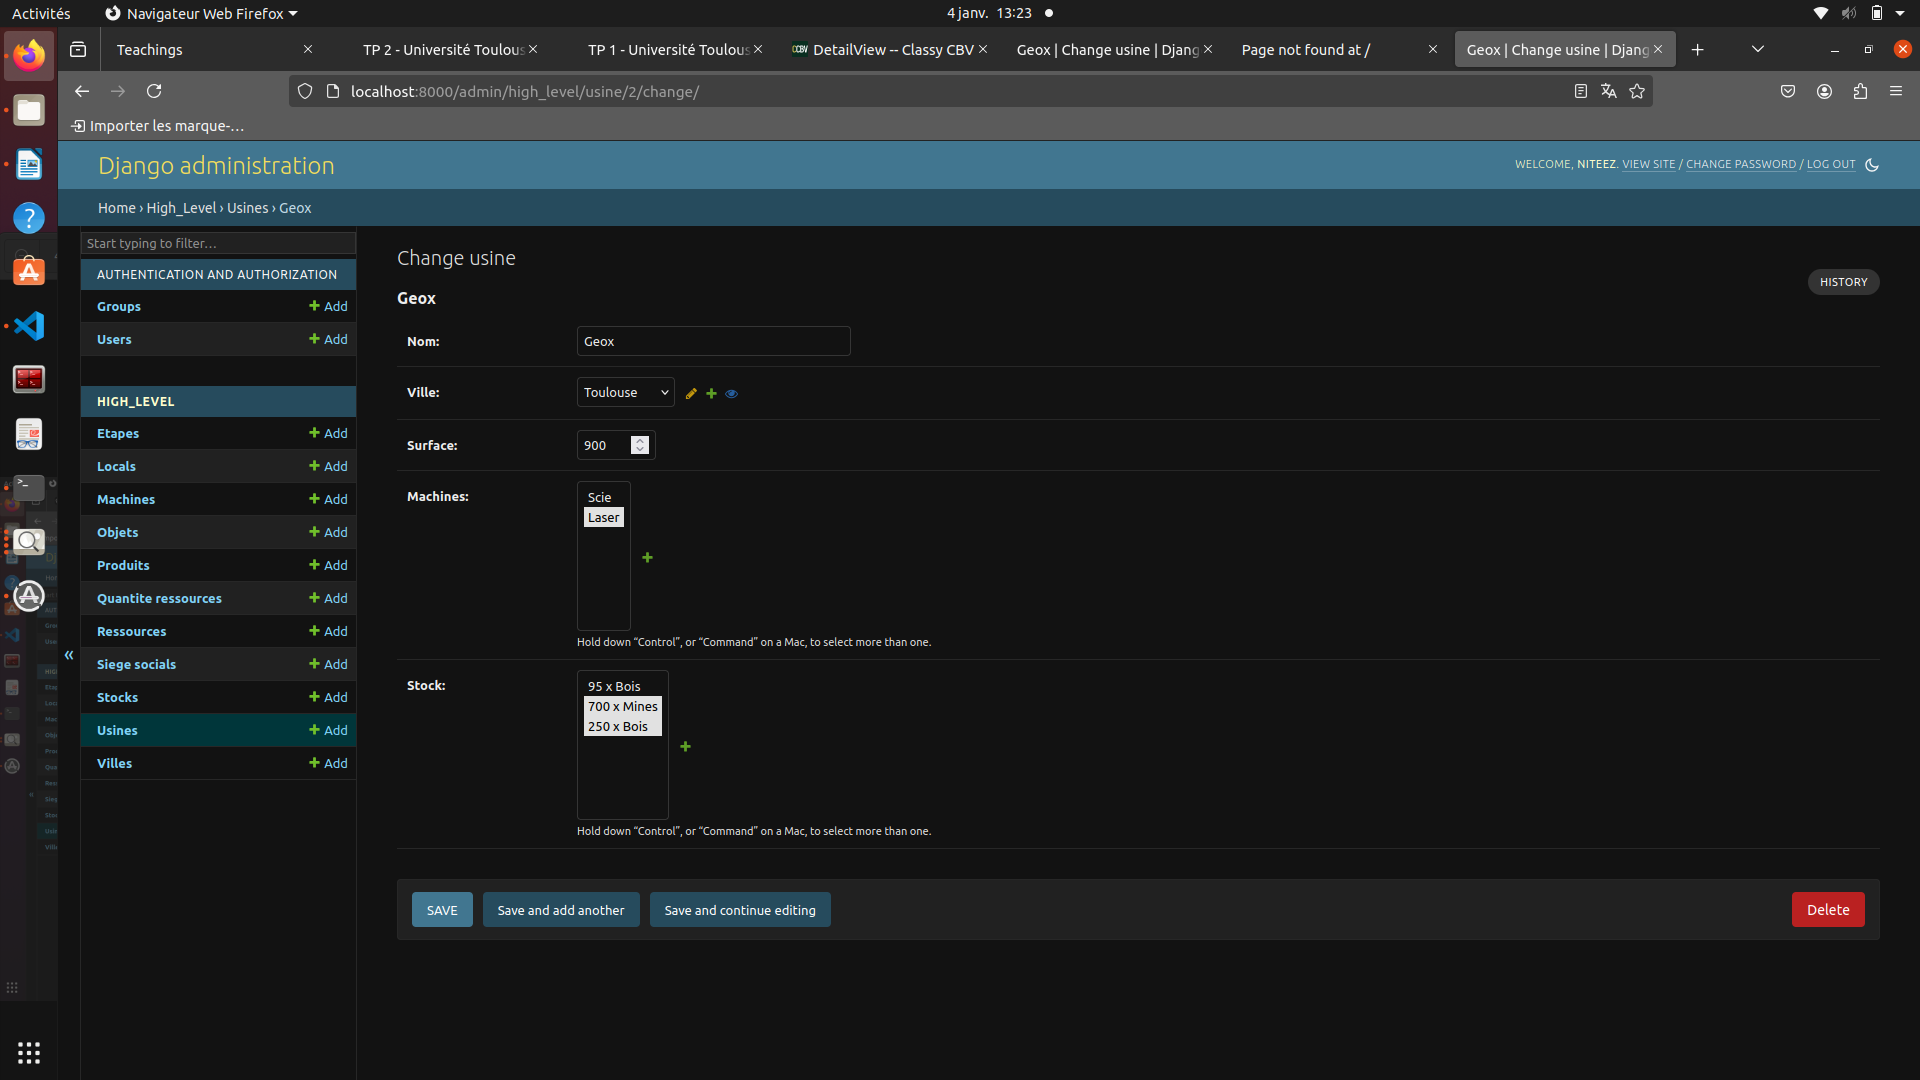 Activités
Navigateur Web Firefox
4 janv. 13:23
Teachings
TP 2 - Université Toulous
TP 1 - Université Toulous
CCBV
DetailView -- Classy CBV
Geox | Change usine | Djang
Page not found at /
Geox | Change usine | Djang
localhost:8000/admin/high_level/usine/2/change/
Importer les marque-…
Django administration
WELCOME, NITEEZ. VIEW SITE / CHANGE PASSWORD / LOG OUT
Home › High_Level › Usines › Geox
Start typing to filter…
AUTHENTICATION AND AUTHORIZATION
Groups + Add
Users + Add
HIGH_LEVEL
Etapes + Add
Locals + Add
Machines + Add
Objets + Add
Produits + Add
Quantite ressources + Add
Ressources + Add
Siege socials + Add
Stocks + Add
Usines + Add
Villes + Add
«
Change usine
HISTORY
Geox
Nom: Geox
Ville: Toulouse
Surface: 900
Machines:
Scie
Laser
Hold down “Control”, or “Command” on a Mac, to select more than one.
Stock:
95 x Bois
700 x Mines
250 x Bois
Hold down “Control”, or “Command” on a Mac, to select more than one.
SAVE
Save and add another
Save and continue editing
Delete